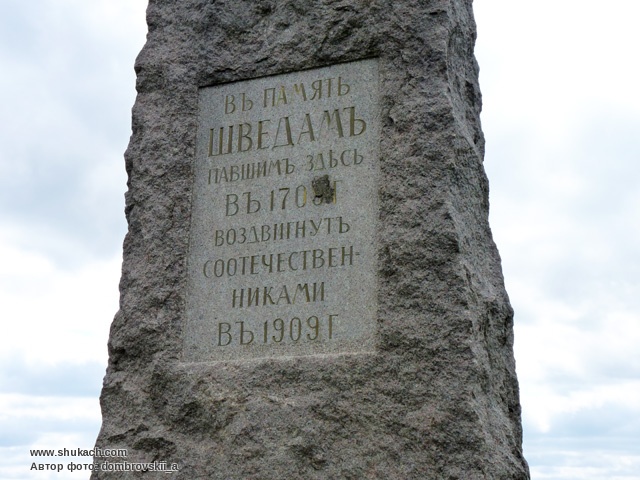 ВЪ ПАМЯТЬ
ШВЕДАМЪ
ПАВШИМЪ ЗДѢСЬ
ВЪ Г
ВОЗДВИГНУТЪ
СООТЕЧЕСТВЕН-
НИКАМИ
ВЪ 1909 Г
www.shukach.com
Автор фото: dombrovskii_a